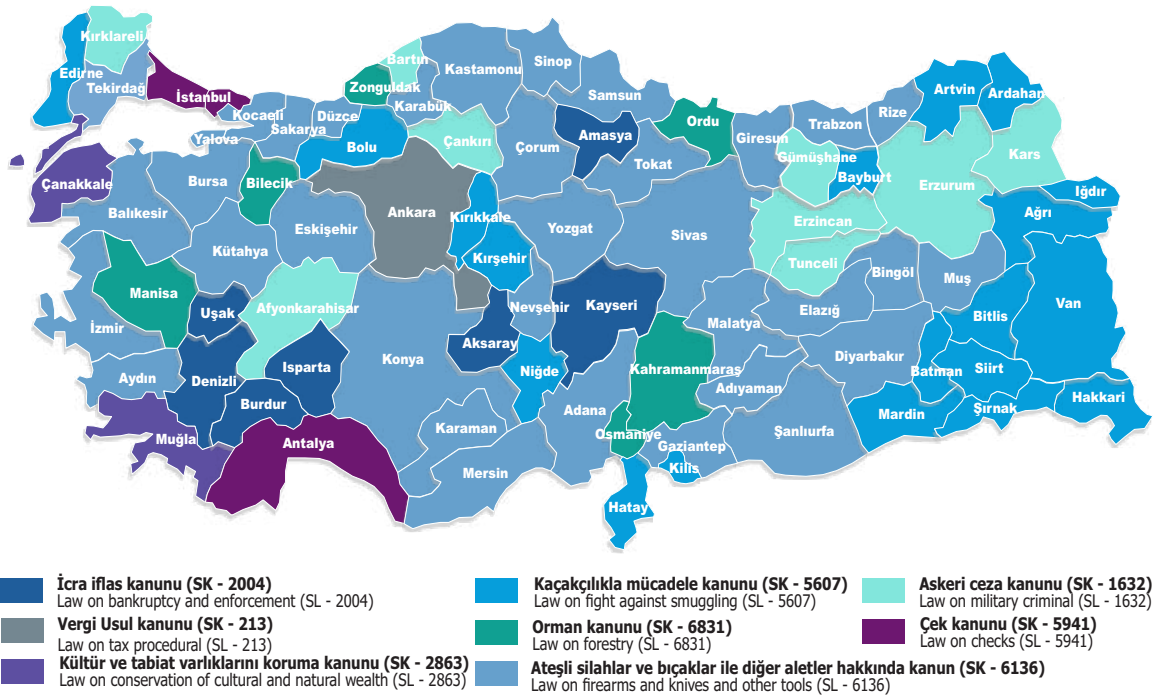 Kırklareli
Edirne
Tekirdağ
İstanbul
Kocaeli
Yalova
Sakarya
Düzce
Zonguldak
Bartın
Karabük
Kastamonu
Sinop
Samsun
Bolu
Çankırı
Çorum
Amasya
Ordu
Tokat
Giresun
Trabzon
Rize
Artvin
Ardahan
Gümüşhane
Bayburt
Kars
Erzurum
Iğdır
Ağrı
Çanakkale
Balıkesir
Bursa
Bilecik
Ankara
Kırıkkale
Eskişehir
Kütahya
Kırşehir
Yozgat
Sivas
Erzincan
Tunceli
Bingöl
Muş
Van
Bitlis
Manisa
Uşak
Afyonkarahisar
İzmir
Aydın
Denizli
Isparta
Burdur
Muğla
Antalya
Konya
Aksaray
Nevşehir
Kayseri
Niğde
Karaman
Mersin
Adana
Kahramanmaraş
Osmaniye
Malatya
Elazığ
Adıyaman
Diyarbakır
Batman
Siirt
Şırnak
Hakkari
Mardin
Şanlıurfa
Gaziantep
Kilis
Hatay
İcra iflas kanunu (SK - 2004)
Law on bankruptcy and enforcement (SL - 2004)
Vergi Usul kanunu (SK - 213)
Law on tax procedural (SL - 213)
Kültür ve tabiat varlıklarını koruma kanunu (SK - 2863)
Law on conservation of cultural and natural wealth (SL - 2863)
Kaçakçılıkla mücadele kanunu (SK - 5607)
Law on fight against smuggling (SL - 5607)
Orman kanunu (SK - 6831)
Law on forestry (SL - 6831)
Ateşli silahlar ve bıçaklar ile diğer aletler hakkında kanun (SK - 6136)
Law on firearms and knives and other tools (SL - 6136)
Askeri ceza kanunu (SK - 1632)
Law on military criminal (SL - 1632)
Çek kanunu (SK - 5941)
Law on checks (SL - 5941)